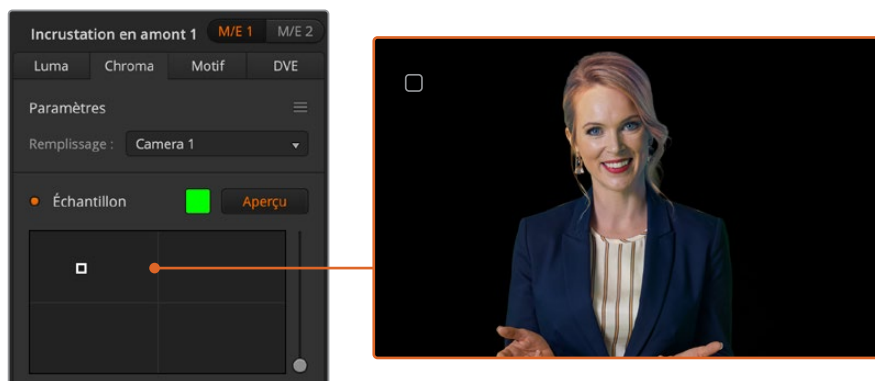 Incrustation en amont 1 M/E 1 M/E 2
Luma Chroma Motif DVE
Paramètres
Remplissage : Camera 1
Échantillon Aperçu